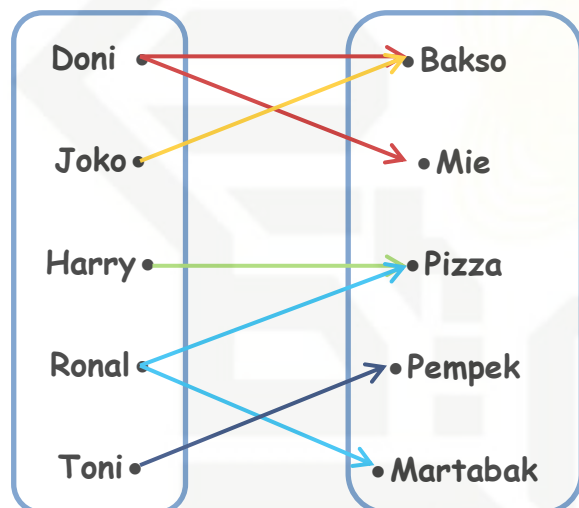 Doni
Bakso
Joko
Mie
Harry
Pizza
Ronal
Pempek
Toni
Martabak